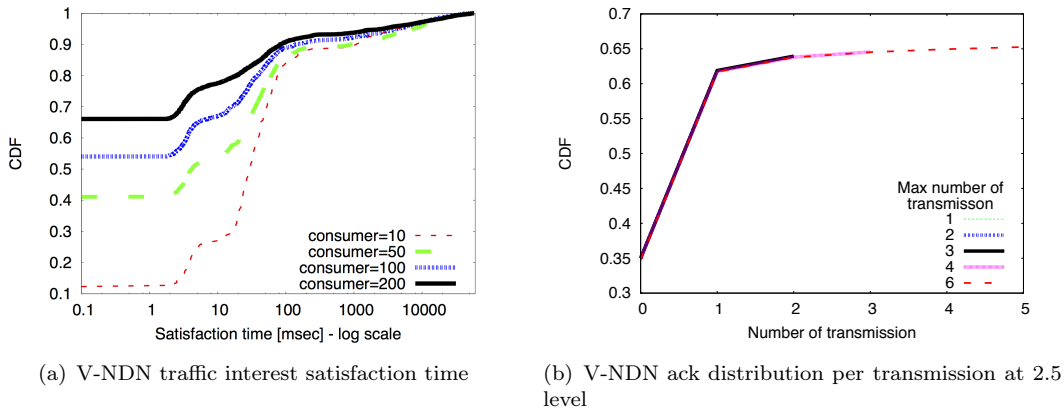 1
0.9
0.8
0.7
0.6
0.5
0.4
0.3
0.2
0.1
CDF
0.1
1
10
100
1000
10000
Satisfaction time [msec] - log scale
consumer=10
consumer=50
consumer=100
consumer=200
(a) V-NDN traffic interest satisfaction time
0.7
0.65
0.6
0.55
0.5
0.45
0.4
0.35
0.3
CDF
0
1
2
3
4
5
Number of transmission
Max number of
transmisson
1
2
3
4
6
(b) V-NDN ack distribution per transmission at 2.5
level